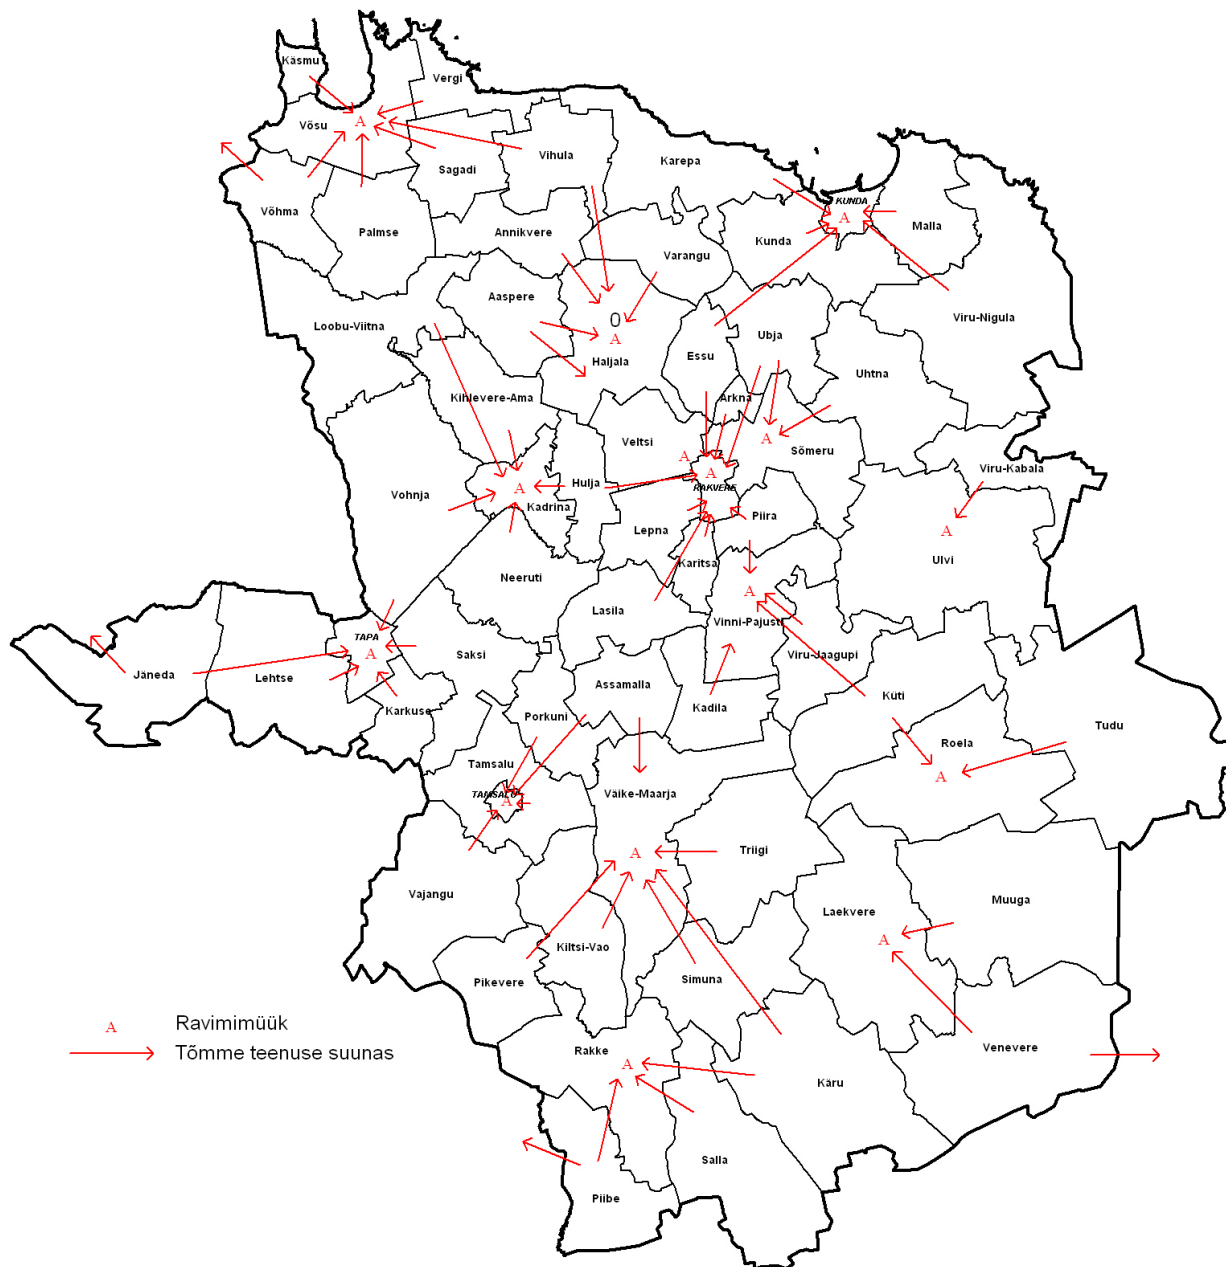 Käsmu
Vergi
Võsu
A
Vihula
Sagadi
Karepa
KUNDA
A
Võhma
Palmse
Annikvere
Kunda
Malla
Varangu
Aaspere
Loobu-Viitna
0
A
Haljala
Viru-Nigula
Ubja
Essu
Uhtna
Kihlevere-Ama
Arkna
Veltsi
A
Sõmeru
A
A
Viru-Kabala
Vohnja
A
Hulja
RAKVERE
Kadrina
Piira
Lepna
A
Ulvi
Karitsa
Neeruti
A
Lasila
Vinni-Pajusti
TAPA
A
Saksi
Viru-Jaagupi
Jäneda
Lehtse
Assamalla
Karkuse
Porkuni
Kadila
Küti
Tudu
Roela
Tamsalu
A
TAMSALU
A
Väike-Maarja
A
Triigi
Vajangu
Laekvere
Muuga
A
Kiltsi-Vao
Pikevere
Simuna
A Ravimimüük
Tõmme teenuse suunas
Rakke
A
Venevere
Käru
Salla
Piibe